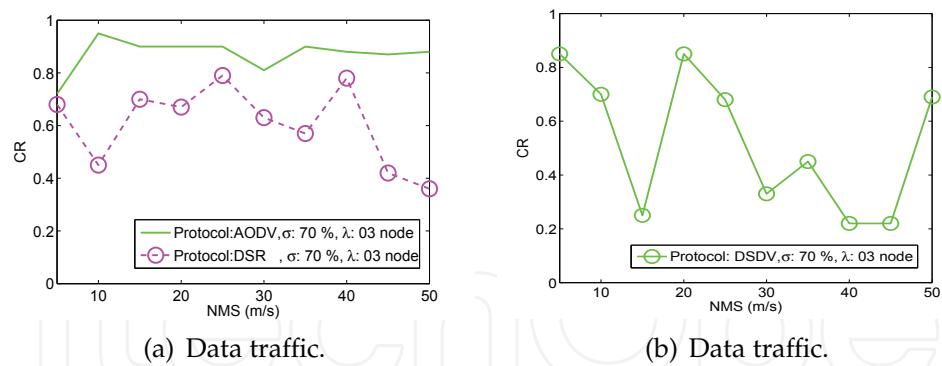 1
0.8
0.6
0.4
0.2
0
CR
10 20 30 40 50
NMS (m/s)
Protocol:AODV,σ: 70 %, λ: 03 node
Protocol:DSR , σ: 70 %, λ: 03 node
(a) Data traffic.
1
0.8
0.6
0.4
0.2
0
CR
10 20 30 40 50
NMS (m/s)
Protocol: DSDV,σ: 70 %, λ: 03 node
(b) Data traffic.